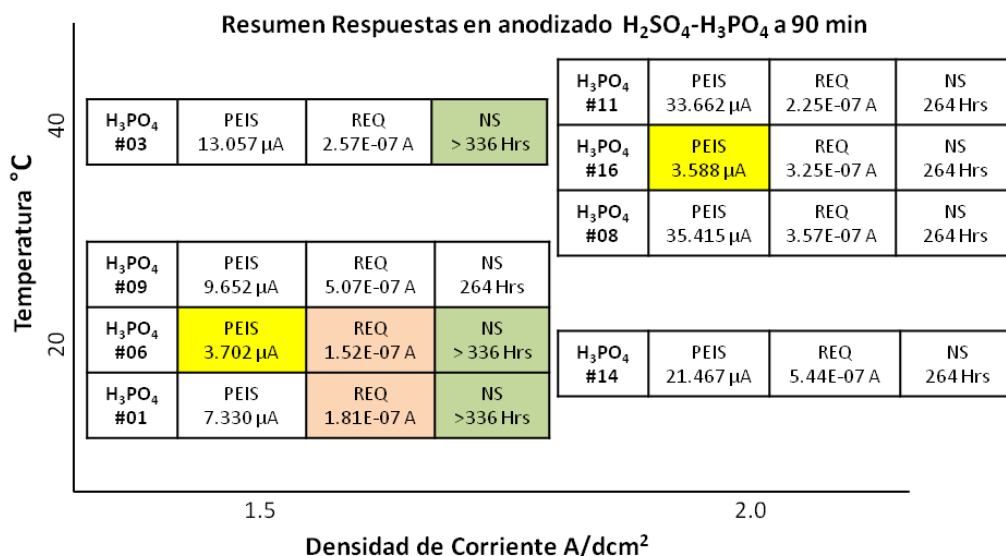 Resumen Respuestas en anodizado H₂SO₄-H₃PO₄ a 90 min
Temperatura °C
40
20
H₃PO₄ PEIS REQ NS
#03 13.057 µA 2.57E-07 A > 336 Hrs
H₃PO₄ PEIS REQ NS
#11 33.662 µA 2.25E-07 A 264 Hrs
H₃PO₄ PEIS REQ NS
#16 3.588 µA 3.25E-07 A 264 Hrs
H₃PO₄ PEIS REQ NS
#08 35.415 µA 3.57E-07 A 264 Hrs
H₃PO₄ PEIS REQ NS
#09 9.652 µA 5.07E-07 A 264 Hrs
H₃PO₄ PEIS REQ NS
#06 3.702 µA 1.52E-07 A > 336 Hrs
H₃PO₄ PEIS REQ NS
#01 7.330 µA 1.81E-07 A >336 Hrs
H₃PO₄ PEIS REQ NS
#14 21.467 µA 5.44E-07 A 264 Hrs
1.5 2.0
Densidad de Corriente A/dcm²